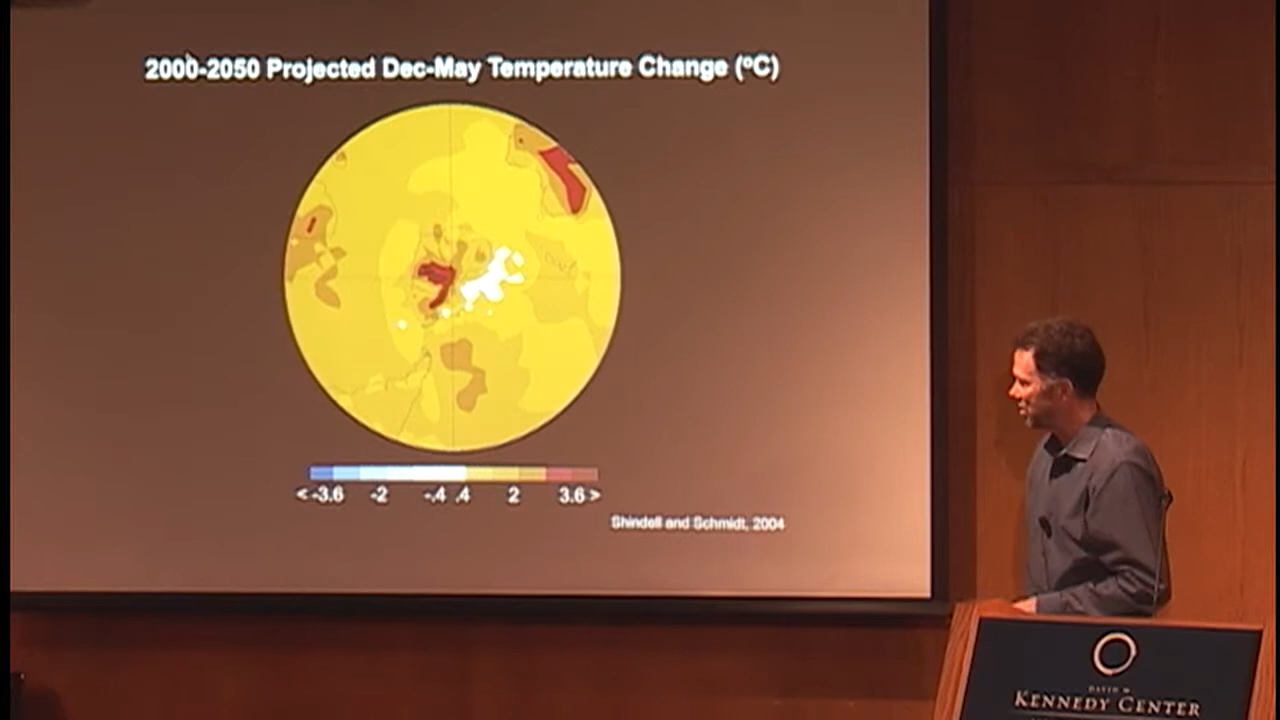 2000-2050 Projected Dec-May Temperature Change (°C)
< -3.6 -2 -.4 .4 2 3.6 >
Shindell and Schmidt, 2004
DAVID M
KENNEDY CENTER